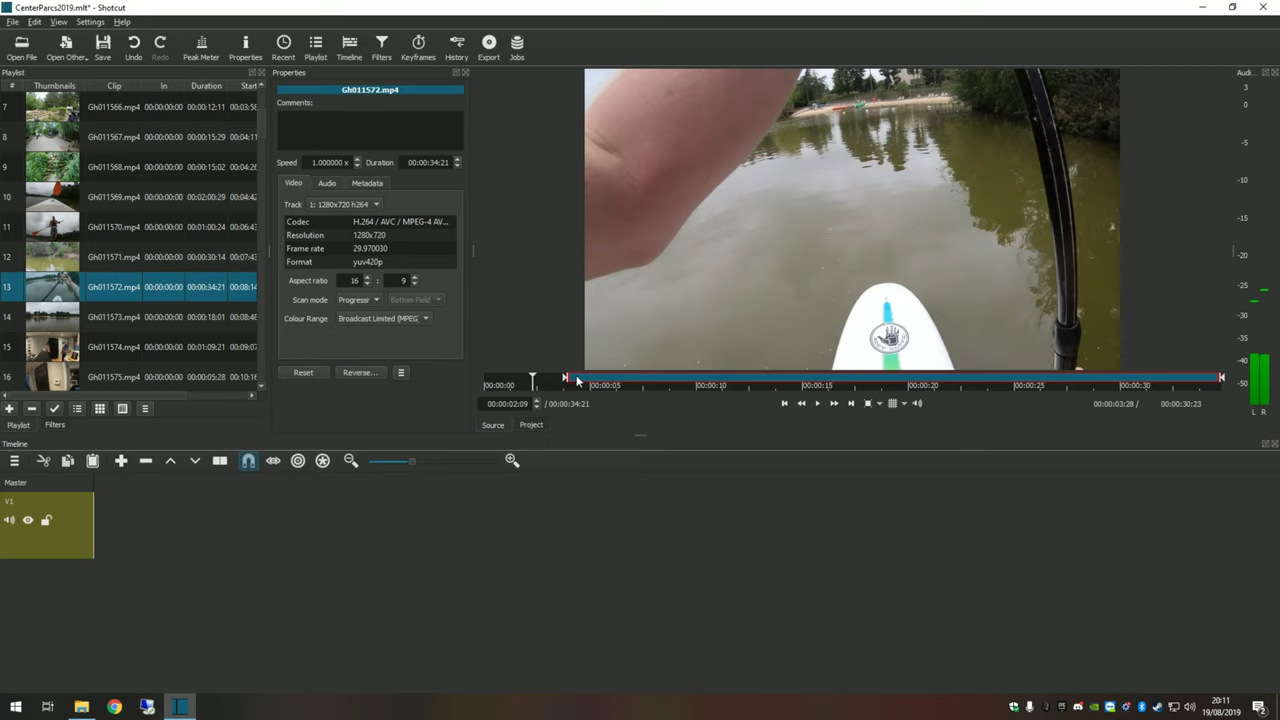 CenterParcs2019.mlt* - Shotcut
File Edit View Settings Help
Open File Open Other.. Save Undo Redo Peak Meter Properties Recent Playlist Timeline Filters Keyframes History Export Jobs
Playlist
# Thumbnails Clip In Duration Start
7 Gh011566.mp4 00:00:00:00 00:00:12:11 00:03:58
8 Gh011567.mp4 00:00:00:00 00:00:15:29 00:04:11
9 Gh011568.mp4 00:00:00:00 00:00:15:02 00:04:26
10 Gh011569.mp4 00:00:00:00 00:02:00:29
11 Gh011570.mp4 00:00:00:00 00:01:00:24 00:06:43
12 Gh011571.mp4 00:00:00:00 00:00:30:14 00:07:43
13 Gh011572.mp4 00:00:00:00 00:00:34:21 00:08:14
14 Gh011573.mp4 00:00:00:00 00:00:18:01 00:08:48
15 Gh011574.mp4 00:00:00:00 00:01:09:21 00:09:07
16 Gh011575.mp4 00:00:00:00 00:00:05:28 00:10:16
Playlist Filters
Properties
Gh011572.mp4
Comments:
Speed 1.000000 x Duration 00:00:34:21
Video Audio Metadata
Track 1: 1280x720 h264
Codec H.264 / AVC / MPEG-4 AV...
Resolution 1280x720
Frame rate 29.970030
Format yuv420p
Aspect ratio 16 : 9
Scan mode Progressi Bottom Field
Colour Range Broadcast Limited (MPEG
Reset Reverse...
00:00:00 00:00:05 00:00:10 00:00:15 00:00:20 00:00:25 00:00:30
00:00:02:09 / 00:00:34:21 00:00:03:28 / 00:00:30:23
Source Project
Audi...
3
0
-5
-10
-15
-20
-25
-30
-35
-40
-50
L R
Timeline
Master
V1
20:11
19/08/2019
2